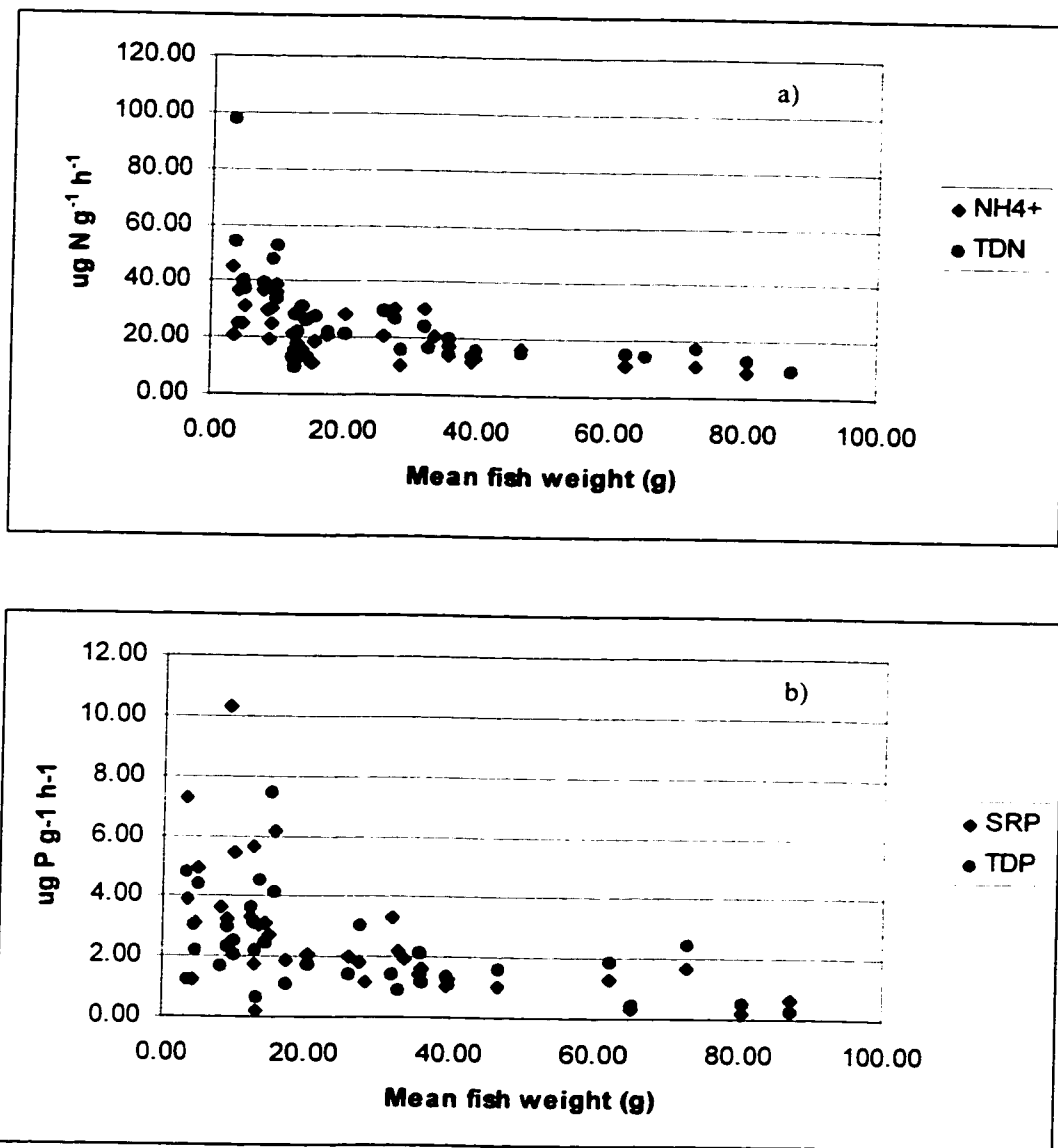 a)
120.00
100.00
80.00
60.00
40.00
20.00
0.00
ug N g⁻¹ h⁻¹
0.00 20.00 40.00 60.00 80.00 100.00
Mean fish weight (g)
NH4+
TDN
b)
12.00
10.00
8.00
6.00
4.00
2.00
0.00
ug P g-1 h-1
0.00 20.00 40.00 60.00 80.00 100.00
Mean fish weight (g)
SRP
TDP